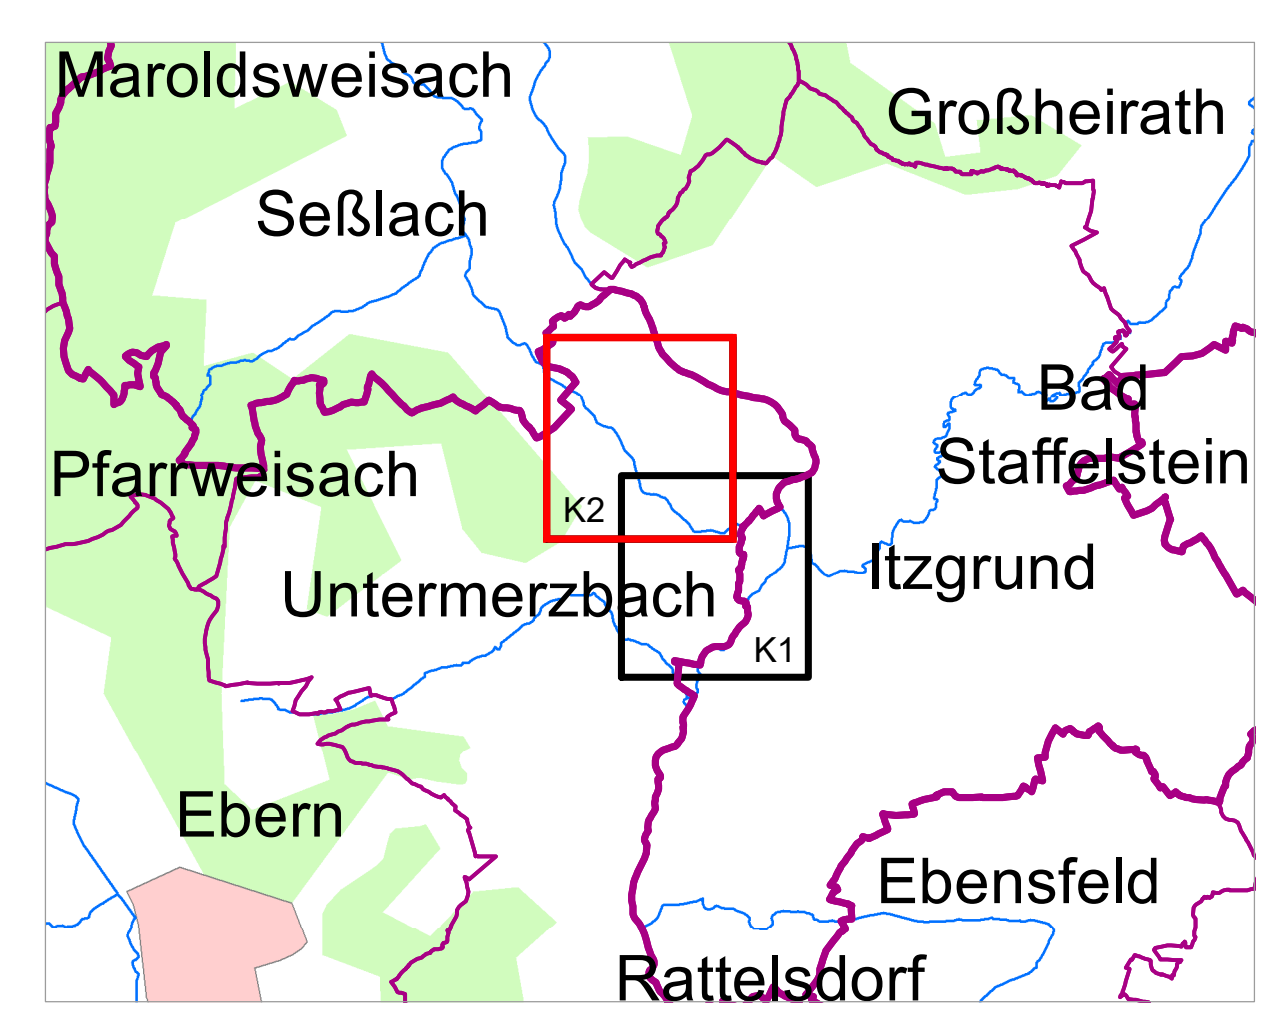 Maroldsweisach
Großheirath
Seßlach
Bad
Staffelstein
Pfarrweisach
K2
Itzgrund
Untermerzbach
K1
Ebern
Ebensfeld
Rattelsdorf